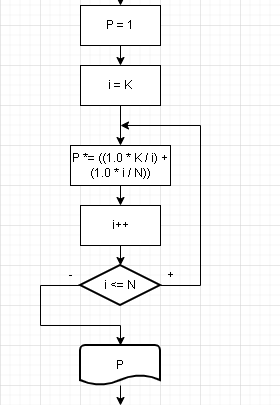 P = 1
i = K
P *= ((1.0 * K / i) +
(1.0 * i / N))
i++
- i <= N +
P